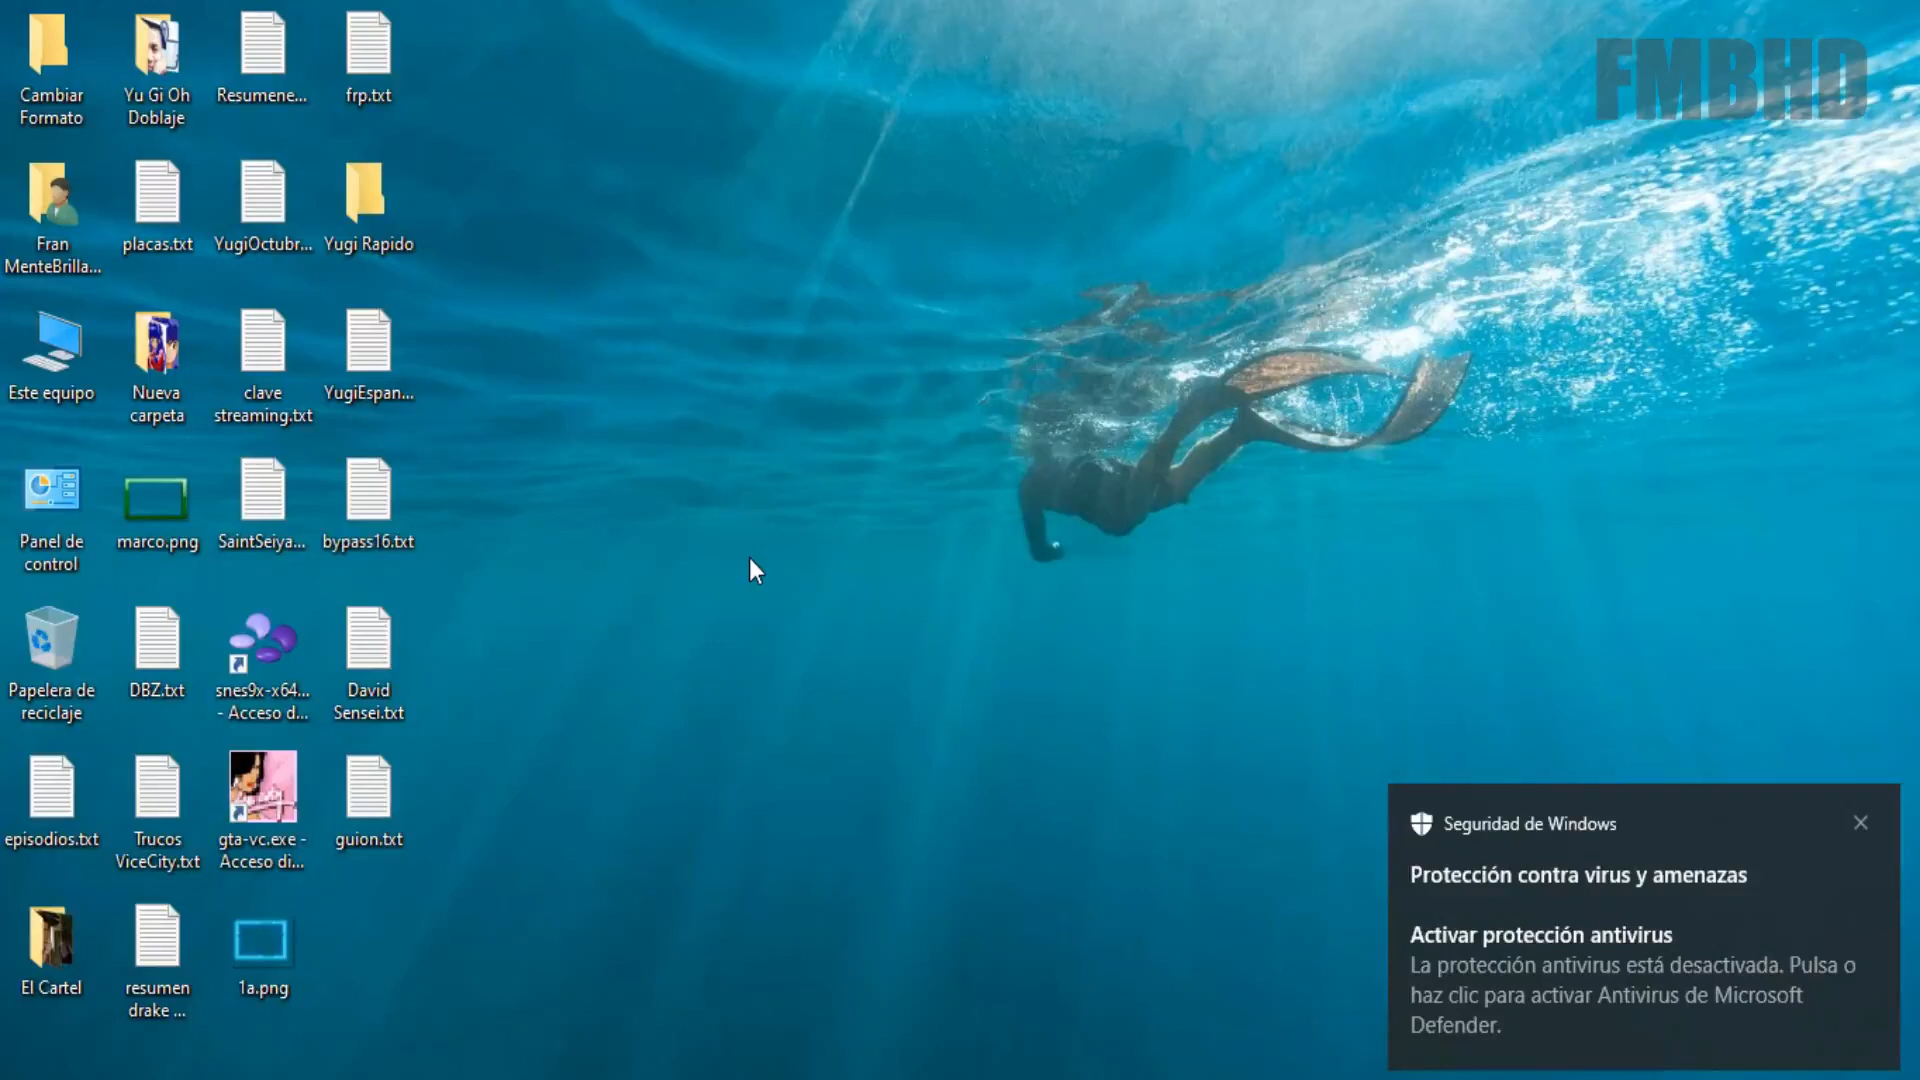 FMBHD
Cambiar
Formato
Yu Gi Oh
Doblaje
Resumene...
frp.txt
Fran
MenteBrilla...
placas.txt
YugiOctubr...
Yugi Rapido
Este equipo
Nueva
carpeta
clave
streaming.txt
YugiEspan...
Panel de
control
marco.png
SaintSeiya...
bypass16.txt
Papelera de
reciclaje
DBZ.txt
snes9x-x64...
- Acceso d...
David
Sensei.txt
episodios.txt
Trucos
ViceCity.txt
gta-vc.exe -
Acceso di...
guion.txt
El Cartel
resumen
drake ...
1a.png
Seguridad de Windows
Protección contra virus y amenazas
Activar protección antivirus
La protección antivirus está desactivada. Pulsa o
haz clic para activar Antivirus de Microsoft
Defender.